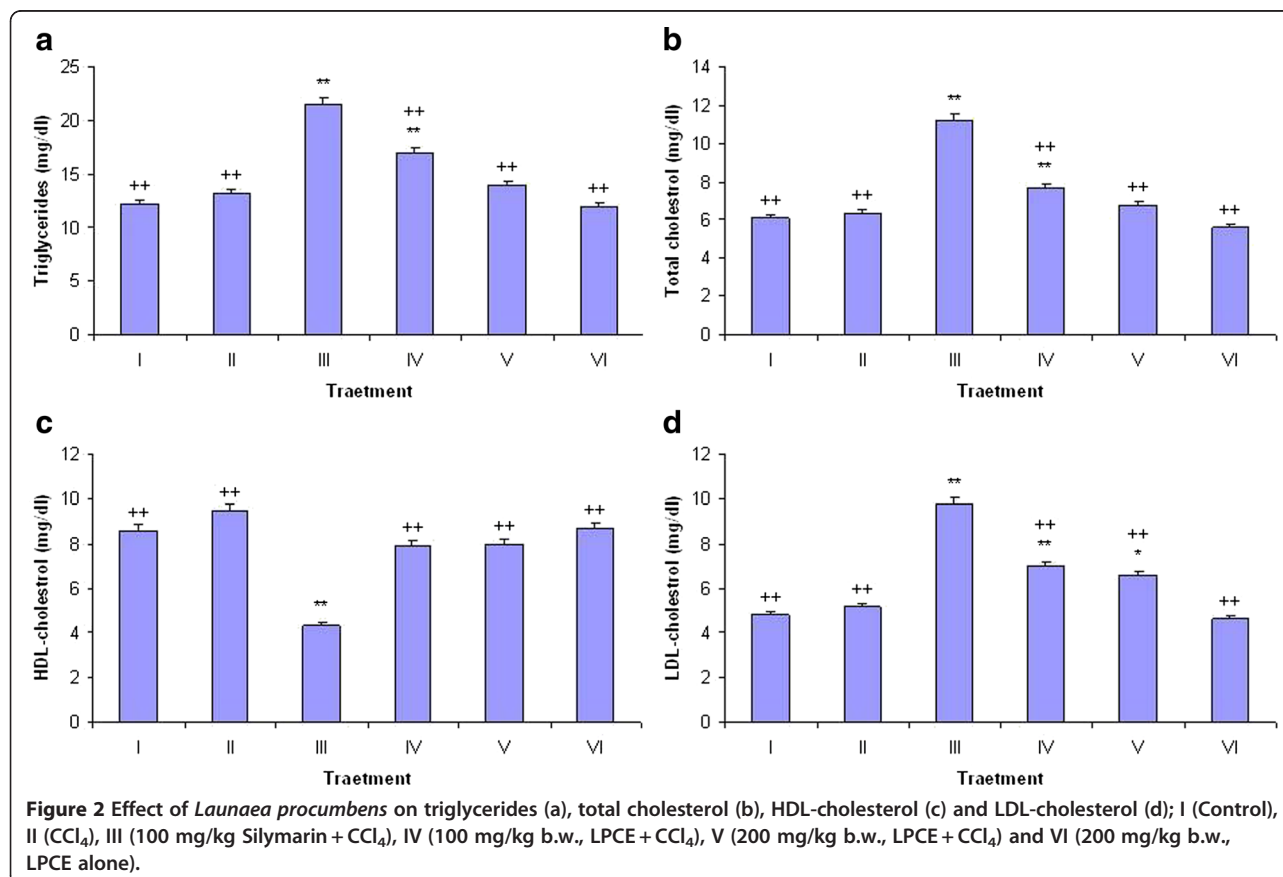 a
25
20
15
10
5
0
Triglycerides (mg/dl)
++
++
**
++
**
++
++
I II III IV V VI
Traetment
b
14
12
10
8
6
4
2
0
Total cholestrol (mg/dl)
++
++
**
++
**
++
++
I II III IV V VI
Traetment
c
12
10
8
6
4
2
0
HDL-cholestrol (mg/dl)
++
++
**
++
++
++
I II III IV V VI
Traetment
d
12
10
8
6
4
2
0
LDL-cholestrol (mg/dl)
++
++
**
++
**
++
*
++
I II III IV V VI
Traetment
Figure 2 Effect of Launaea procumbens on triglycerides (a), total cholesterol (b), HDL-cholesterol (c) and LDL-cholesterol (d); I (Control),
II (CCl₄), III (100 mg/kg Silymarin + CCl₄), IV (100 mg/kg b.w., LPCE + CCl₄), V (200 mg/kg b.w., LPCE + CCl₄) and VI (200 mg/kg b.w.,
LPCE alone).